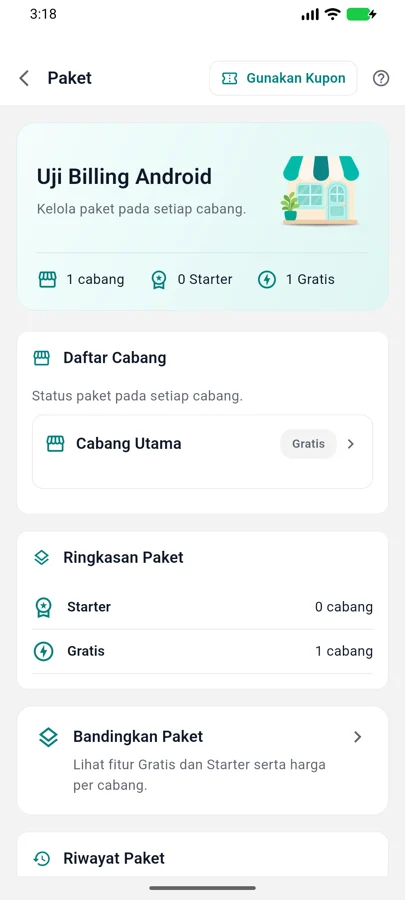 3:18
Paket
Gunakan Kupon
Uji Billing Android
Kelola paket pada setiap cabang.
1 cabang
0 Starter
1 Gratis
Daftar Cabang
Status paket pada setiap cabang.
Cabang Utama
Gratis
Ringkasan Paket
Starter
0 cabang
Gratis
1 cabang
Bandingkan Paket
Lihat fitur Gratis dan Starter serta harga
per cabang.
Riwayat Paket